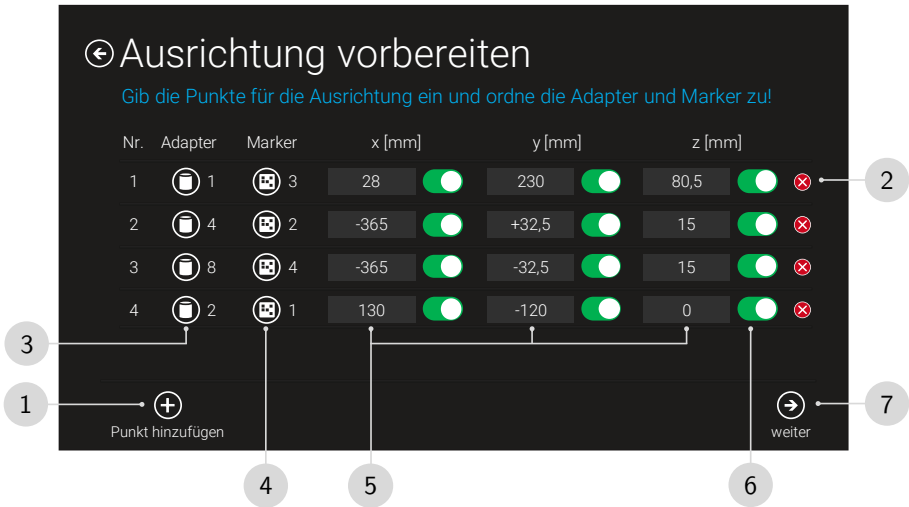 Ausrichtung vorbereiten
Gib die Punkte für die Ausrichtung ein und ordne die Adapter und Marker zu!
Nr. Adapter Marker x [mm] y [mm] z [mm]
1 1 3 28 230 80,5 2
2 4 2 -365 +32,5 15
3 8 4 -365 -32,5 15
4 2 1 130 -120 0
3
1 7
Punkt hinzufügen weiter
4 5 6